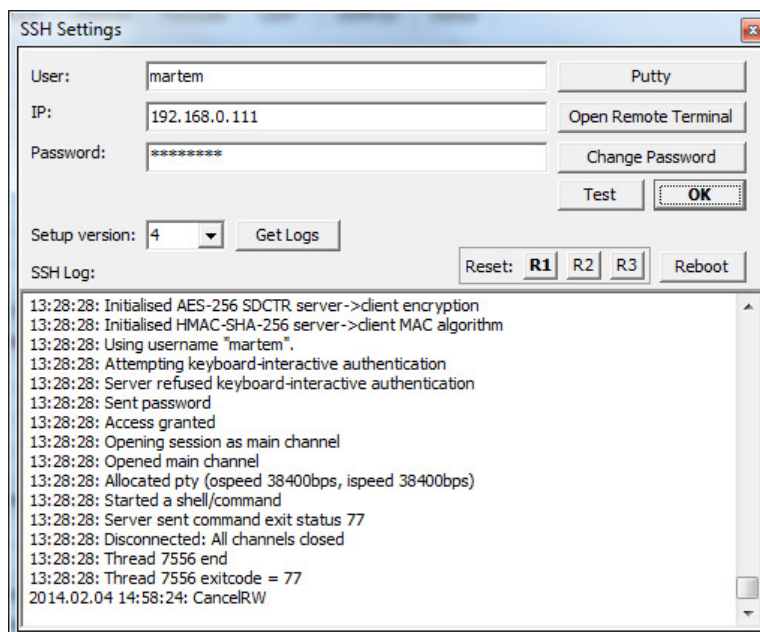 SSH Settings
User: martem Putty
IP: 192.168.0.111 Open Remote Terminal
Password: ******** Change Password
Test OK
Setup version: 4 Get Logs
SSH Log: Reset: R1 R2 R3 Reboot
13:28:28: Initialised AES-256 SDCTR server->client encryption
13:28:28: Initialised HMAC-SHA-256 server->client MAC algorithm
13:28:28: Using username "martem".
13:28:28: Attempting keyboard-interactive authentication
13:28:28: Server refused keyboard-interactive authentication
13:28:28: Sent password
13:28:28: Access granted
13:28:28: Opening session as main channel
13:28:28: Opened main channel
13:28:28: Allocated pty (ospeed 38400bps, ispeed 38400bps)
13:28:28: Started a shell/command
13:28:28: Server sent command exit status 77
13:28:28: Disconnected: All channels closed
13:28:28: Thread 7556 end
13:28:28: Thread 7556 exitcode = 77
2014.02.04 14:58:24: CancelRW